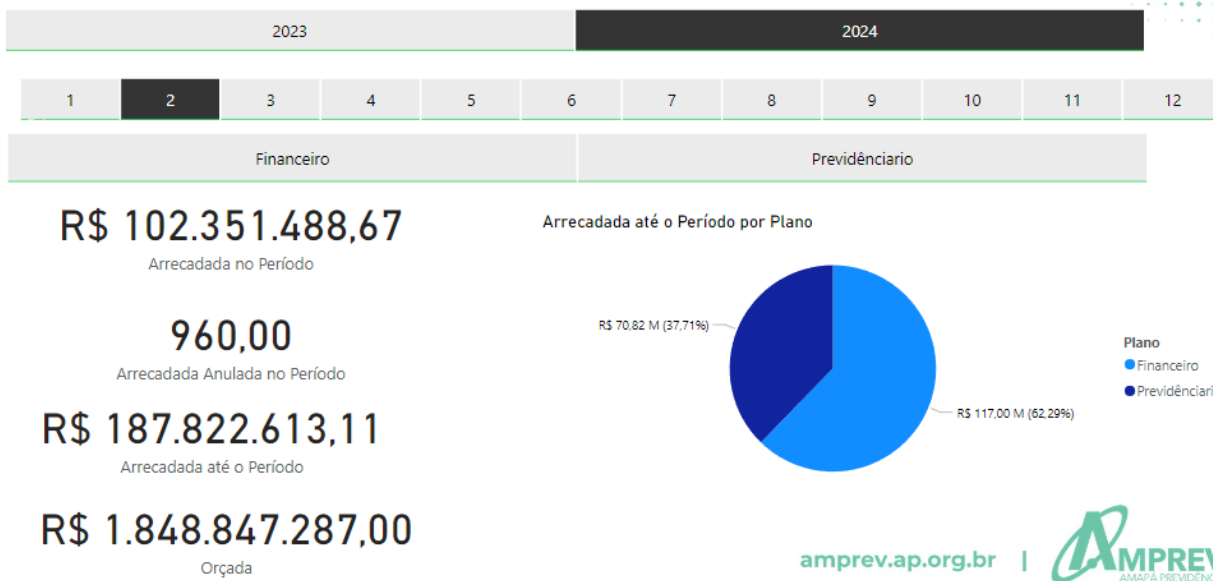 2023 2024
1 2 3 4 5 6 7 8 9 10 11 12
Financeiro Previdênciario
R$ 102.351.488,67
Arrecadada no Período
960,00
Arrecadada Anulada no Período
R$ 187.822.613,11
Arrecadada até o Período
R$ 1.848.847.287,00
Orçada
Arrecadada até o Período por Plano
R$ 70,82 M (37,71%)
R$ 117,00 M (62,29%)
Plano
Financeiro
Previdênciari
amprev.ap.org.br |
AMPREV
AMAPÁ PREVIDÊNC